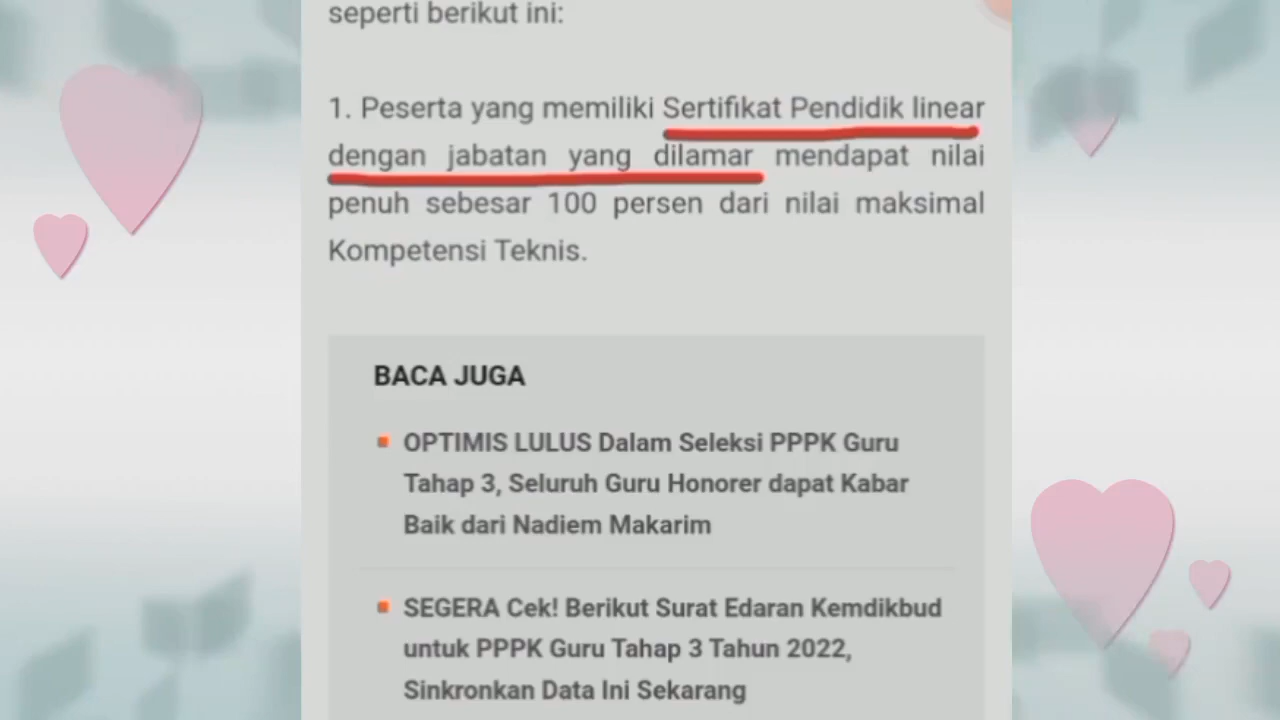 seperti berikut ini:
1. Peserta yang memiliki Sertifikat Pendidik linear
dengan jabatan yang dilamar mendapat nilai
penuh sebesar 100 persen dari nilai maksimal
Kompetensi Teknis.
BACA JUGA
OPTIMIS LULUS Dalam Seleksi PPPK Guru
Tahap 3, Seluruh Guru Honorer dapat Kabar
Baik dari Nadiem Makarim
SEGERA Cek! Berikut Surat Edaran Kemdikbud
untuk PPPK Guru Tahap 3 Tahun 2022,
Sinkronkan Data Ini Sekarang